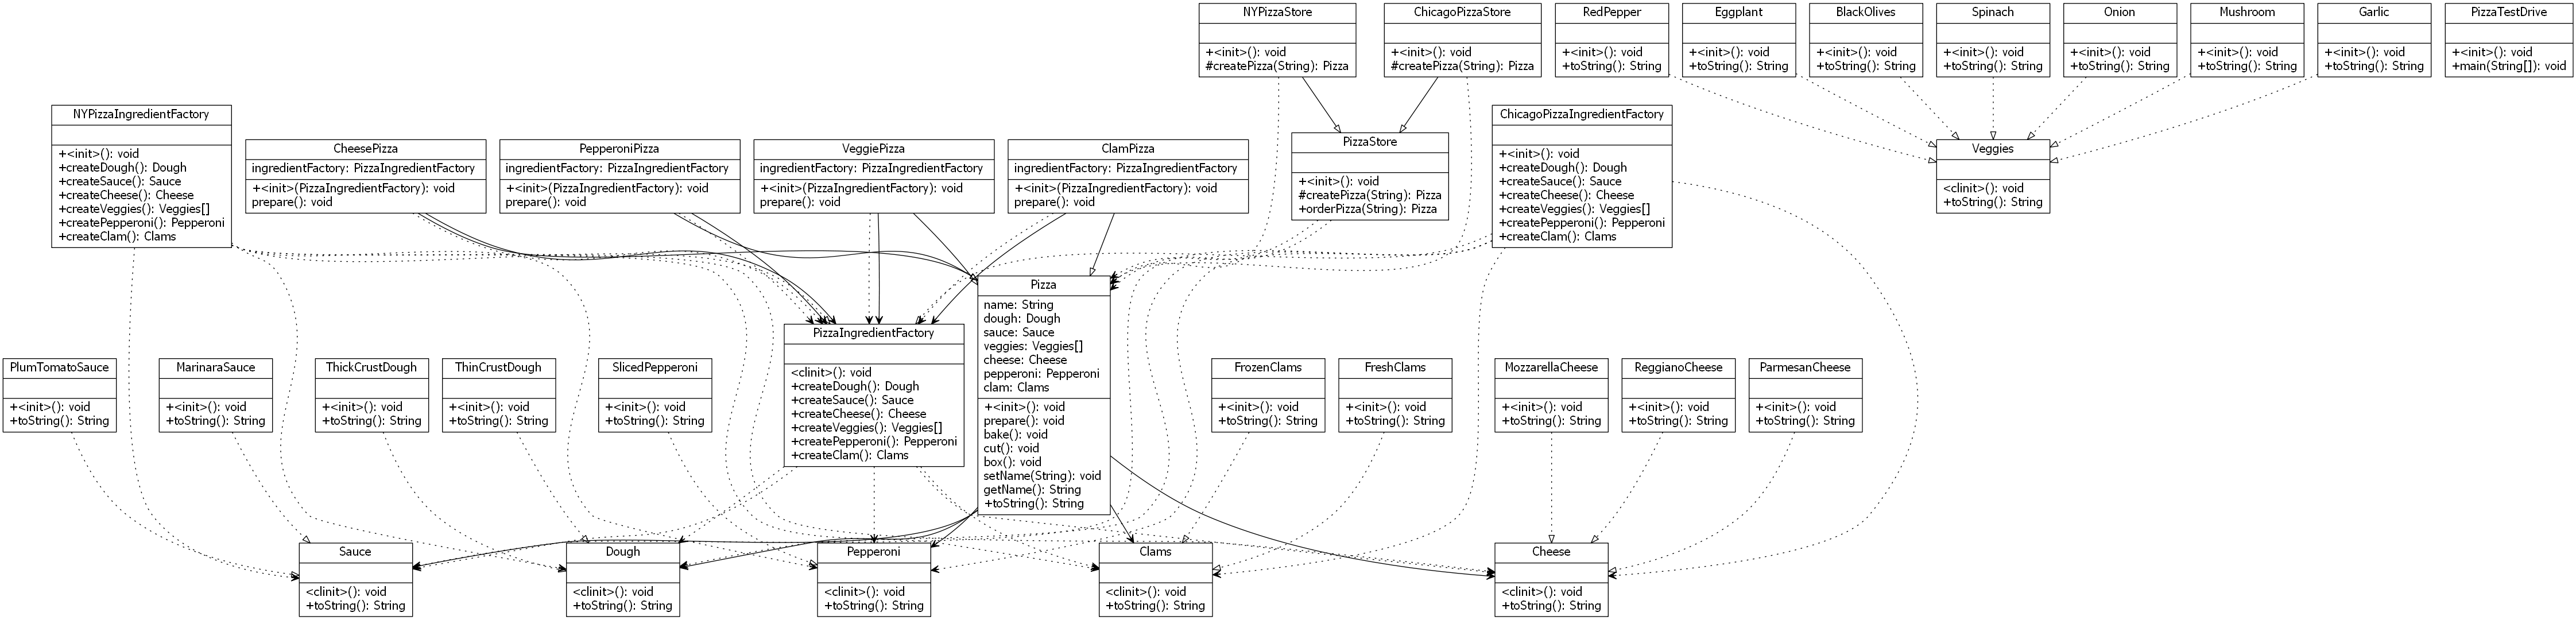 NYPizzaStore
+<init>(): void
#createPizza(String): Pizza
ChicagoPizzaStore
+<init>(): void
#createPizza(String): Pizza
RedPepper
+<init>(): void
+toString(): String
Eggplant
+<init>(): void
+toString(): String
BlackOlives
+<init>(): void
+toString(): String
Spinach
+<init>(): void
+toString(): String
Onion
+<init>(): void
+toString(): String
Mushroom
+<init>(): void
+toString(): String
Garlic
+<init>(): void
+toString(): String
PizzaTestDrive
+<init>(): void
+main(String[]): void
NYPizzaIngredientFactory
+<init>(): void
+createDough(): Dough
+createSauce(): Sauce
+createCheese(): Cheese
+createVeggies(): Veggies[]
+createPepperoni(): Pepperoni
+createClam(): Clams
CheesePizza
ingredientFactory: PizzaIngredientFactory
+<init>(PizzaIngredientFactory): void
prepare(): void
PepperoniPizza
ingredientFactory: PizzaIngredientFactory
+<init>(PizzaIngredientFactory): void
prepare(): void
VeggiePizza
ingredientFactory: PizzaIngredientFactory
+<init>(PizzaIngredientFactory): void
prepare(): void
ClamPizza
ingredientFactory: PizzaIngredientFactory
+<init>(PizzaIngredientFactory): void
prepare(): void
PizzaStore
+<init>(): void
#createPizza(String): Pizza
+orderPizza(String): Pizza
ChicagoPizzaIngredientFactory
+<init>(): void
+createDough(): Dough
+createSauce(): Sauce
+createCheese(): Cheese
+createVeggies(): Veggies[]
+createPepperoni(): Pepperoni
+createClam(): Clams
Veggies
<clinit>(): void
+toString(): String
Pizza
name: String
dough: Dough
sauce: Sauce
veggies: Veggies[]
cheese: Cheese
pepperoni: Pepperoni
clam: Clams
+<init>(): void
prepare(): void
bake(): void
cut(): void
box(): void
setName(String): void
getName(): String
+toString(): String
PizzaIngredientFactory
<clinit>(): void
+createDough(): Dough
+createSauce(): Sauce
+createCheese(): Cheese
+createVeggies(): Veggies[]
+createPepperoni(): Pepperoni
+createClam(): Clams
PlumTomatoSauce
+<init>(): void
+toString(): String
MarinaraSauce
+<init>(): void
+toString(): String
ThickCrustDough
+<init>(): void
+toString(): String
ThinCrustDough
+<init>(): void
+toString(): String
SlicedPepperoni
+<init>(): void
+toString(): String
FrozenClams
+<init>(): void
+toString(): String
FreshClams
+<init>(): void
+toString(): String
MozzarellaCheese
+<init>(): void
+toString(): String
ReggianoCheese
+<init>(): void
+toString(): String
ParmesanCheese
+<init>(): void
+toString(): String
Sauce
<clinit>(): void
+toString(): String
Dough
<clinit>(): void
+toString(): String
Pepperoni
<clinit>(): void
+toString(): String
Clams
<clinit>(): void
+toString(): String
Cheese
<clinit>(): void
+toString(): String